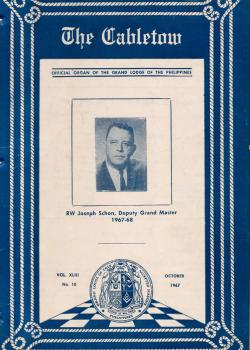 The Cabletow
OFFICIAL ORGAN OF THE GRAND LODGE OF THE PHILIPPINES
RW Joseph Schon, Deputy Grand Master
1967-68
VOL. XLIII
No. 10
OCTOBER
1967